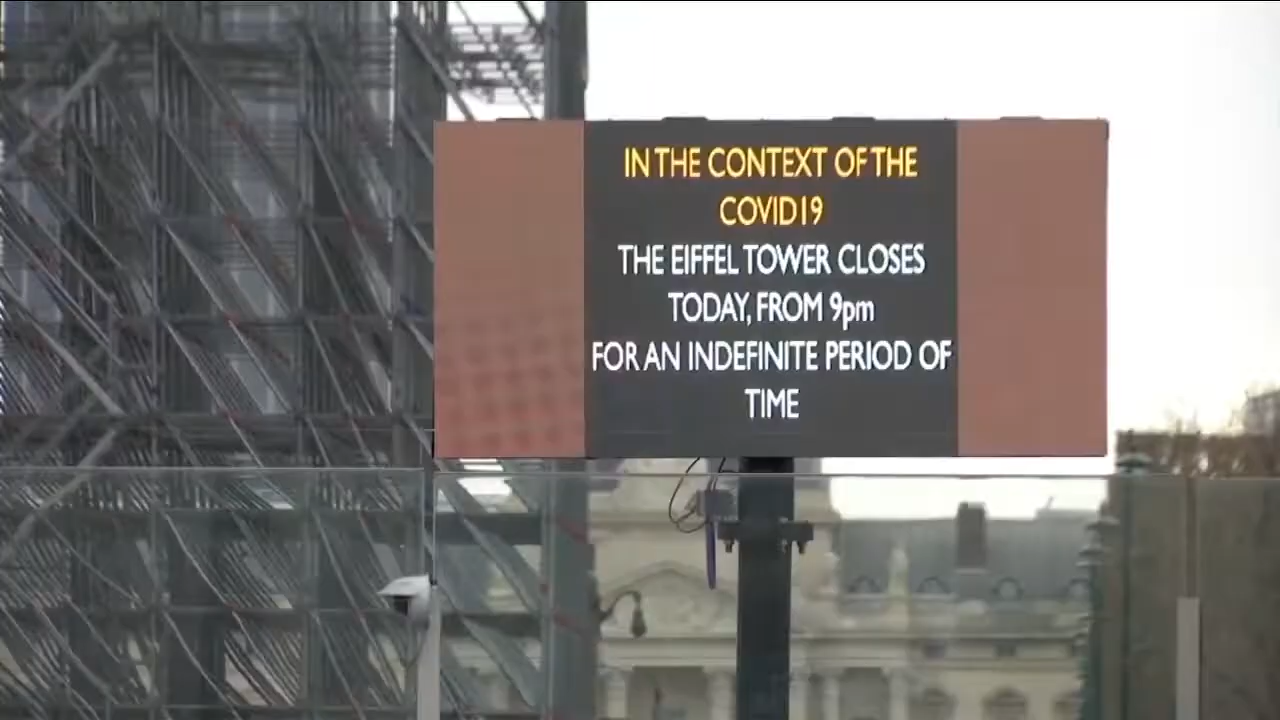 IN THE CONTEXT OF THE
COVID19
THE EIFFEL TOWER CLOSES
TODAY, FROM 9pm
FOR AN INDEFINITE PERIOD OF
TIME